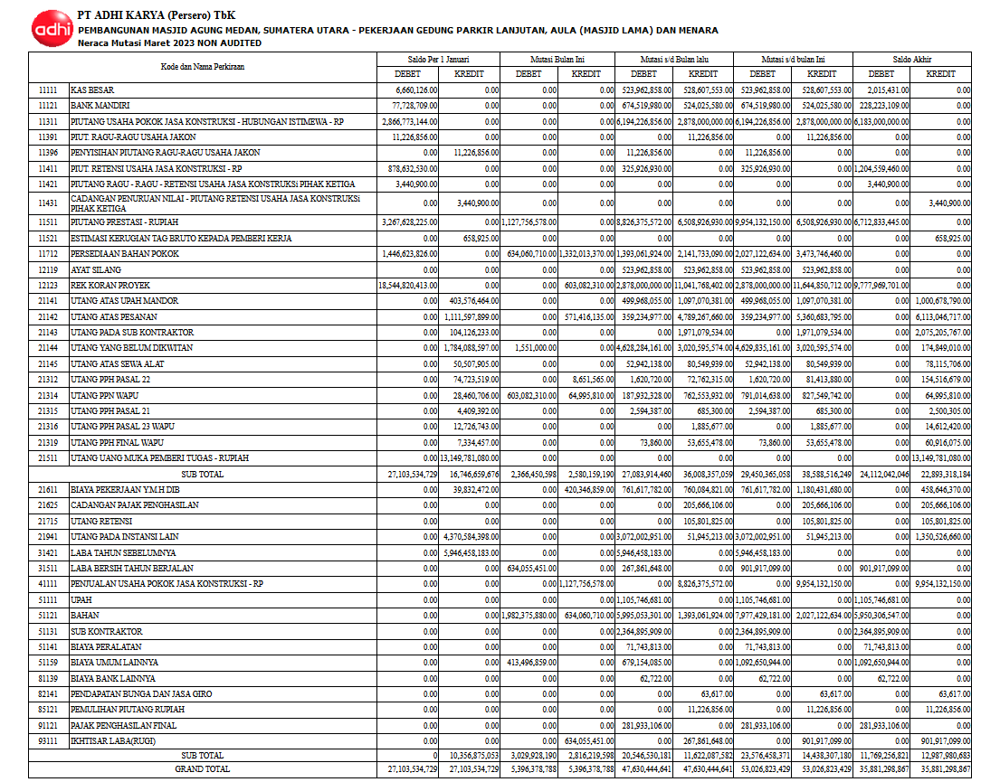 adhi
PT ADHI KARYA (Persero) TbK
PEMBANGUNAN MASJID AGUNG MEDAN, SUMATERA UTARA - PEKERJAAN GEDUNG PARKIR LANJUTAN, AULA (MASJID LAMA) DAN MENARA
Neraca Mutasi Maret 2023 NON AUDITED
Kode dan Nama Perkiraan Saldo Per 1 Januari Mutasi Bulan Ini Mutasi s/d Bulan lalu Mutasi s/d bulan Ini Saldo Akhir
DEBET KREDIT DEBET KREDIT DEBET KREDIT DEBET KREDIT DEBET KREDIT
11111 KAS BESAR 6,660,126.00 0.00 0.00 0.00 523,962,858.00 528,607,553.00 523,962,858.00 528,607,553.00 2,015,431.00 0.00
11121 BANK MANDIRI 77,728,709.00 0.00 0.00 0.00 674,519,980.00 524,025,580.00 674,519,980.00 524,025,580.00 228,223,109.00 0.00
11311 PIUTANG USAHA POKOK JASA KONSTRUKSI - HUBUNGAN ISTIMEWA - RP 2,866,773,144.00 0.00 0.00 0.00 6,194,226,856.00 2,878,000,000.00 6,194,226,856.00 2,878,000,000.00 6,183,000,000.00 0.00
11391 PIUT. RAGU-RAGU USAHA JAKON 11,226,856.00 0.00 0.00 0.00 0.00 11,226,856.00 0.00 11,226,856.00 0.00 0.00
11396 PENYISIHAN PIUTANG RAGU-RAGU USAHA JAKON 0.00 11,226,856.00 0.00 0.00 11,226,856.00 0.00 11,226,856.00 0.00 0.00 0.00
11411 PIUT. RETENSI USAHA JASA KONSTRUKSI - RP 878,632,530.00 0.00 0.00 0.00 325,926,930.00 0.00 325,926,930.00 0.00 1,204,559,460.00 0.00
11421 PIUTANG RAGU - RAGU - RETENSI USAHA JASA KONSTRUKSi PIHAK KETIGA 3,440,900.00 0.00 0.00 0.00 0.00 0.00 0.00 0.00 3,440,900.00 0.00
11431 CADANGAN PENURUAN NILAI - PIUTANG RETENSI USAHA JASA KONSTRUKSi
PIHAK KETIGA 0.00 3,440,900.00 0.00 0.00 0.00 0.00 0.00 0.00 0.00 3,440,900.00
11511 PIUTANG PRESTASI - RUPIAH 3,267,628,225.00 0.00 1,127,756,578.00 0.00 8,826,375,572.00 6,508,926,930.00 9,954,132,150.00 6,508,926,930.00 6,712,833,445.00 0.00
11521 ESTIMASI KERUGIAN TAG BRUTO KEPADA PEMBERI KERJA 0.00 658,925.00 0.00 0.00 0.00 0.00 0.00 0.00 0.00 658,925.00
11712 PERSEDIAAN BAHAN POKOK 1,446,623,826.00 0.00 634,060,710.00 1,332,013,370.00 1,393,061,924.00 2,141,733,090.00 2,027,122,634.00 3,473,746,460.00 0.00 0.00
12119 AYAT SILANG 0.00 0.00 0.00 0.00 523,962,858.00 523,962,858.00 523,962,858.00 523,962,858.00 0.00 0.00
12123 REK KORAN PROYEK 18,544,820,413.00 0.00 0.00 603,082,310.00 2,878,000,000.00 11,041,768,402.00 2,878,000,000.00 11,644,850,712.00 9,777,969,701.00 0.00
21141 UTANG ATAS UPAH MANDOR 0.00 403,576,464.00 0.00 0.00 499,968,055.00 1,097,070,381.00 499,968,055.00 1,097,070,381.00 0.00 1,000,678,790.00
21142 UTANG ATAS PESANAN 0.00 1,111,597,899.00 0.00 571,416,135.00 359,234,977.00 4,789,267,660.00 359,234,977.00 5,360,683,795.00 0.00 6,113,046,717.00
21143 UTANG PADA SUB KONTRAKTOR 0.00 104,126,233.00 0.00 0.00 0.00 1,971,079,534.00 0.00 1,971,079,534.00 0.00 2,075,205,767.00
21144 UTANG YANG BELUM DIKWITAN 0.00 1,784,088,597.00 1,551,000.00 0.00 4,628,284,161.00 3,020,595,574.00 4,629,835,161.00 3,020,595,574.00 0.00 174,849,010.00
21145 UTANG ATAS SEWA ALAT 0.00 50,507,905.00 0.00 0.00 52,942,138.00 80,549,939.00 52,942,138.00 80,549,939.00 0.00 78,115,706.00
21312 UTANG PPH PASAL 22 0.00 74,723,519.00 0.00 8,651,565.00 1,620,720.00 72,762,315.00 1,620,720.00 81,413,880.00 0.00 154,516,679.00
21314 UTANG PPN WAPU 0.00 28,460,706.00 603,082,310.00 64,995,810.00 187,932,328.00 762,553,932.00 791,014,638.00 827,549,742.00 0.00 64,995,810.00
21315 UTANG PPH PASAL 21 0.00 4,409,392.00 0.00 0.00 2,594,387.00 685,300.00 2,594,387.00 685,300.00 0.00 2,500,305.00
21316 UTANG PPH PASAL 23 WAPU 0.00 12,726,743.00 0.00 0.00 0.00 1,885,677.00 0.00 1,885,677.00 0.00 14,612,420.00
21319 UTANG PPH FINAL WAPU 0.00 7,334,457.00 0.00 0.00 73,860.00 53,655,478.00 73,860.00 53,655,478.00 0.00 60,916,075.00
21511 UTANG UANG MUKA PEMBERI TUGAS - RUPIAH 0.00 13,149,781,080.00 0.00 0.00 0.00 0.00 0.00 0.00 0.00 13,149,781,080.00
SUB TOTAL 27,103,534,729 16,746,659,676 2,366,450,598 2,580,159,190 27,083,914,460 36,008,357,059 29,450,365,058 38,588,516,249 24,112,042,046 22,893,318,184
21611 BIAYA PEKERJAAN Y.M.H DIB 0.00 39,832,472.00 0.00 420,346,859.00 761,617,782.00 760,084,821.00 761,617,782.00 1,180,431,680.00 0.00 458,646,370.00
21625 CADANGAN PAJAK PENGHASILAN 0.00 0.00 0.00 0.00 0.00 205,666,106.00 0.00 205,666,106.00 0.00 205,666,106.00
21715 UTANG RETENSI 0.00 0.00 0.00 0.00 0.00 105,801,825.00 0.00 105,801,825.00 0.00 105,801,825.00
21941 UTANG PADA INSTANSI LAIN 0.00 4,370,584,398.00 0.00 0.00 3,072,002,951.00 51,945,213.00 3,072,002,951.00 51,945,213.00 0.00 1,350,526,660.00
31421 LABA TAHUN SEBELUMNYA 0.00 5,946,458,183.00 0.00 0.00 5,946,458,183.00 0.00 5,946,458,183.00 0.00 0.00 0.00
31511 LABA BERSIH TAHUN BERJALAN 0.00 0.00 634,055,451.00 0.00 267,861,648.00 0.00 901,917,099.00 0.00 901,917,099.00 0.00
41111 PENJUALAN USAHA POKOK JASA KONSTRUKSI - RP 0.00 0.00 0.00 1,127,756,578.00 0.00 8,826,375,572.00 0.00 9,954,132,150.00 0.00 9,954,132,150.00
51111 UPAH 0.00 0.00 0.00 0.00 1,105,746,681.00 0.00 1,105,746,681.00 0.00 1,105,746,681.00 0.00
51121 BAHAN 0.00 0.00 1,982,375,880.00 634,060,710.00 5,995,053,301.00 1,393,061,924.00 7,977,429,181.00 2,027,122,634.00 5,950,306,547.00 0.00
51131 SUB KONTRAKTOR 0.00 0.00 0.00 0.00 2,364,895,909.00 0.00 2,364,895,909.00 0.00 2,364,895,909.00 0.00
51141 BIAYA PERALATAN 0.00 0.00 0.00 0.00 71,743,813.00 0.00 71,743,813.00 0.00 71,743,813.00 0.00
51159 BIAYA UMUM LAINNYA 0.00 0.00 413,496,859.00 0.00 679,154,085.00 0.00 1,092,650,944.00 0.00 1,092,650,944.00 0.00
81139 BIAYA BANK LAINNYA 0.00 0.00 0.00 0.00 62,722.00 0.00 62,722.00 0.00 62,722.00 0.00
82141 PENDAPATAN BUNGA DAN JASA GIRO 0.00 0.00 0.00 0.00 0.00 63,617.00 0.00 63,617.00 0.00 63,617.00
85121 PEMULIHAN PIUTANG RUPIAH 0.00 0.00 0.00 0.00 0.00 11,226,856.00 0.00 11,226,856.00 0.00 11,226,856.00
91121 PAJAK PENGHASILAN FINAL 0.00 0.00 0.00 0.00 281,933,106.00 0.00 281,933,106.00 0.00 281,933,106.00 0.00
93111 IKHTISAR LABA(RUGI) 0.00 0.00 0.00 634,055,451.00 0.00 267,861,648.00 0.00 901,917,099.00 0.00 901,917,099.00
SUB TOTAL 0 10,356,875,053 3,029,928,190 2,816,219,598 20,546,530,181 11,622,087,582 23,576,458,371 14,438,307,180 11,769,256,821 12,987,980,683
GRAND TOTAL 27,103,534,729 27,103,534,729 5,396,378,788 5,396,378,788 47,630,444,641 47,630,444,641 53,026,823,429 53,026,823,429 35,881,298,867 35,881,298,867